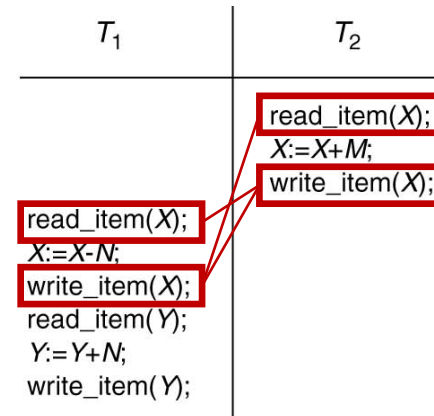 T1 T2
read_item(X);
X:=X+M;
write_item(X);
read_item(X);
X:=X-N;
write_item(X);
read_item(Y);
Y:=Y+N;
write_item(Y);